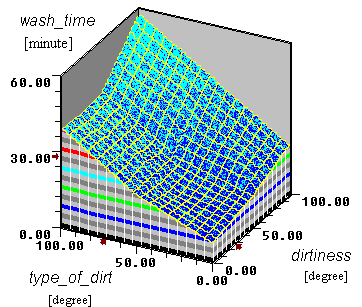 wash_time
[minute]
60.00
30.00
0.00
100.00
50.00
0.00
0.00
50.00
100.00
type_of_dirt
[degree]
dirtiness
[degree]